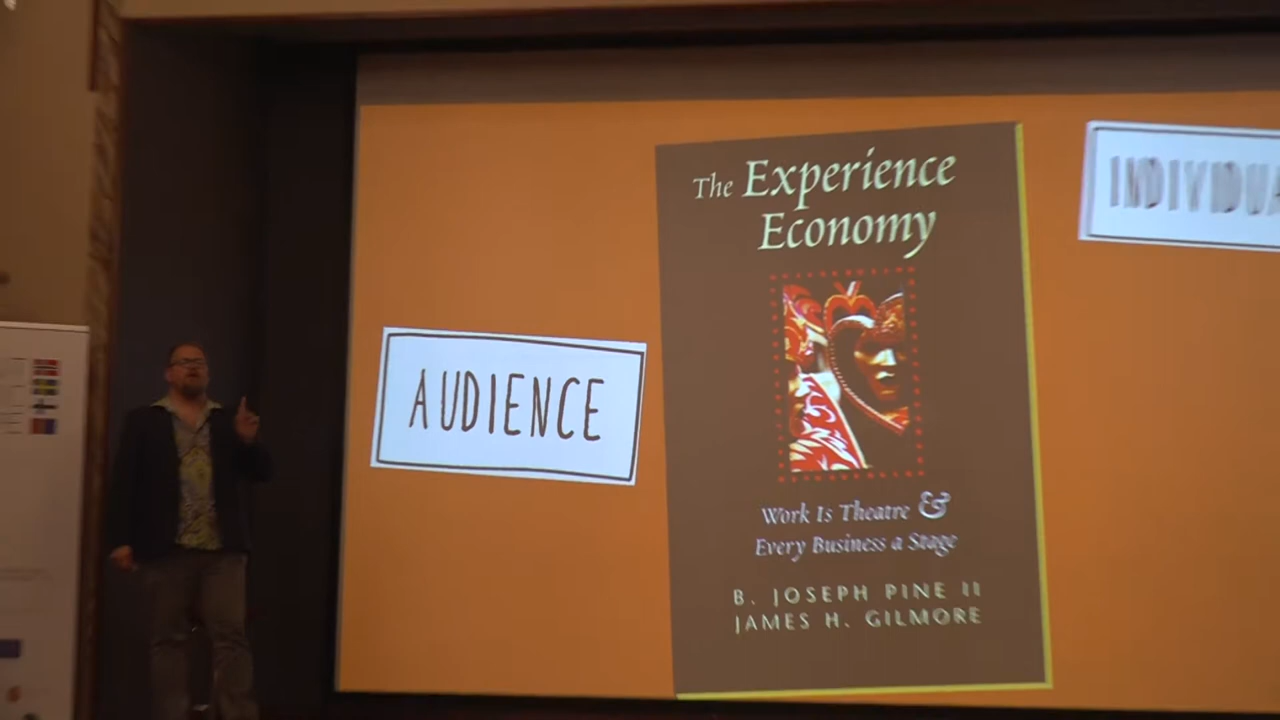 The Experience
Economy
AUDIENCE
Work Is Theatre &
Every Business a Stage
B. JOSEPH PINE II
JAMES H. GILMORE